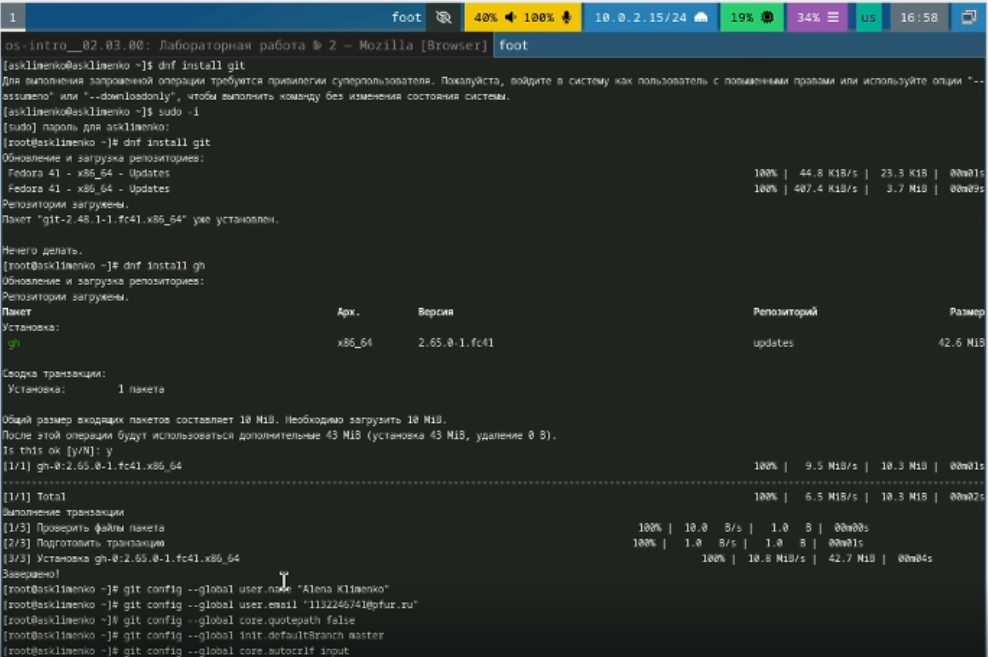 1 foot 40% 100% 10.0.2.15/24 19% 34% us 16:58
os-intro__02.03.00: Лабораторная работа № 2 — Mozilla [Browser] foot
[asklimenko@asklimenko ~]$ dnf install git
Для выполнения запрошенной операции требуются привилегии суперпользователя. Пожалуйста, войдите в систему как пользователь с повышенными правами или используйте опции "--
assumeno" или "--downloadonly", чтобы выполнить команду без изменения состояния системы.
[asklimenko@asklimenko ~]$ sudo -i
[sudo] пароль для asklimenko:
[root@asklimenko ~]# dnf install git
Обновление и загрузка репозиториев:
Fedora 41 - x86_64 - Updates 100% | 44.8 KiB/s | 23.3 KiB | 00m01s
Fedora 41 - x86_64 - Updates 100% | 407.4 KiB/s | 3.7 MiB | 00m09s
Репозитории загружены.
Пакет "git-2.48.1-1.fc41.x86_64" уже установлен.
Нечего делать.
[root@asklimenko ~]# dnf install gh
Обновление и загрузка репозиториев:
Репозитории загружены.
Пакет Арх. Версия Репозиторий Размер
Установка:
gh x86_64 2.65.0-1.fc41 updates 42.6 MiB
Сводка транзакции:
Установка: 1 пакета
Общий размер входящих пакетов составляет 10 MiB. Необходимо загрузить 10 MiB.
После этой операции будут использоваться дополнительные 43 MiB (установка 43 MiB, удаление 0 B).
Is this ok [y/N]: y
[1/1] gh-0:2.65.0-1.fc41.x86_64 100% | 9.5 MiB/s | 10.3 MiB | 00m01s
[1/1] Total 100% | 6.5 MiB/s | 10.3 MiB | 00m02s
Выполнение транзакции
[1/3] Проверить файлы пакета 100% | 10.0 B/s | 1.0 B | 00m00s
[2/3] Подготовить транзакцию 100% | 1.0 B/s | 1.0 B | 00m01s
[3/3] Установка gh-0:2.65.0-1.fc41.x86_64 100% | 10.8 MiB/s | 42.7 MiB | 00m04s
Завершено!
[root@asklimenko ~]# git config --global user.name "Alena Klimenko"
[root@asklimenko ~]# git config --global user.email "1132246741@pfur.ru"
[root@asklimenko ~]# git config --global core.quotepath false
[root@asklimenko ~]# git config --global init.defaultBranch master
[root@asklimenko ~]# git config --global core.autocrlf input